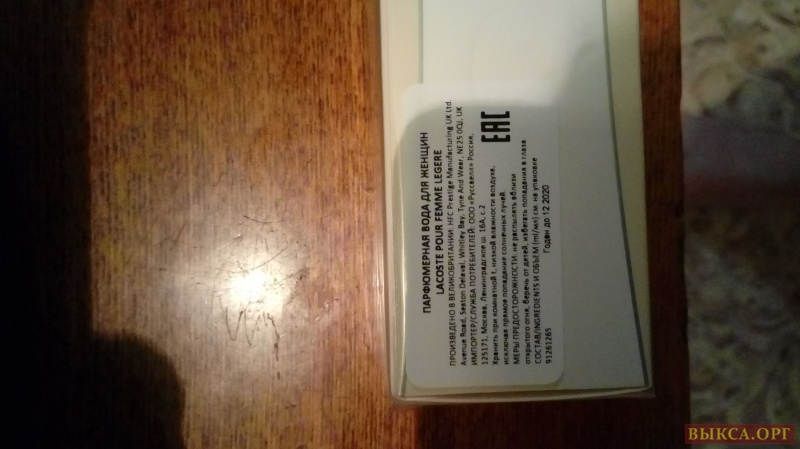 ПАРФЮМЕРНАЯ ВОДА ДЛЯ ЖЕНЩИН
LACOSTE POUR FEMME LEGERE
ПРОИЗВЕДЕНО В ВЕЛИКОБРИТАНИИ: HFC Prestige Manufacturing UK Ltd.
Avenue Road, Seaton Delaval, Whitley Bay, Tyne And Wear, NE25 0QJ, UK
ИМПОРТЕР/СЛУЖБА ПОТРЕБИТЕЛЕЙ: ООО «Руссвелл» Россия,
125171, Москва, Ленинградское ш. 16А, с.2
Хранить при комнатной t, низкой влажности воздуха,
исключая прямое попадание солнечных лучей.
МЕРЫ ПРЕДОСТОРОЖНОСТИ: не распылять вблизи
открытого огня, беречь от детей, избегать попадания в глаза
СОСТАВ/INGREDIENTS И ОБЪЕМ (ml/мл) см. на упаковке
91261265
Годен до 12.2020
EAC
ВЫКСА.ОРГ